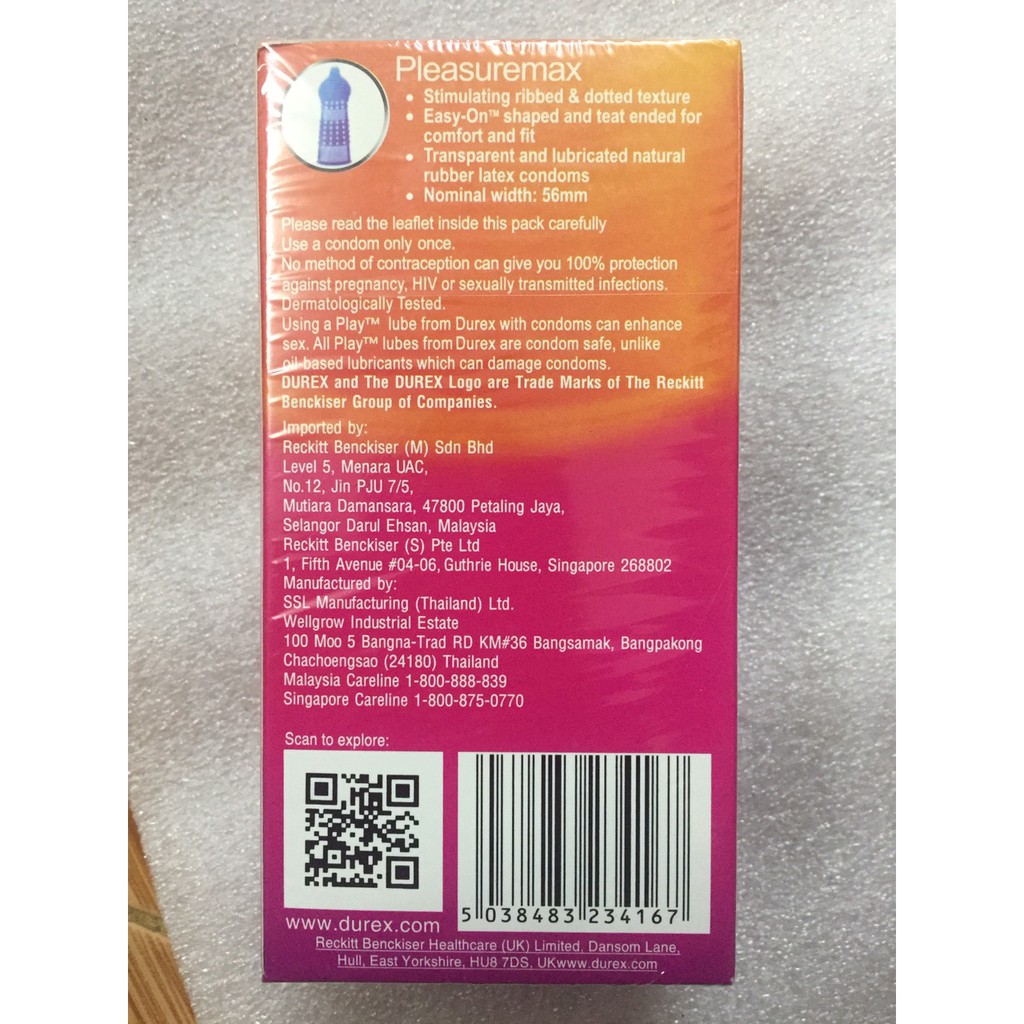 Pleasuremax
• Stimulating ribbed & dotted texture
• Easy-On™ shaped and teat ended for
comfort and fit
• Transparent and lubricated natural
rubber latex condoms
• Nominal width: 56mm
Please read the leaflet inside this pack carefully
Use a condom only once.
No method of contraception can give you 100% protection
against pregnancy, HIV or sexually transmitted infections.
Dermatologically Tested.
Using a Play™ lube from Durex with condoms can enhance
sex. All Play™ lubes from Durex are condom safe, unlike
oil-based lubricants which can damage condoms.
DUREX and The DUREX Logo are Trade Marks of The Reckitt
Benckiser Group of Companies.
Imported by:
Reckitt Benckiser (M) Sdn Bhd
Level 5, Menara UAC,
No.12, Jin PJU 7/5,
Mutiara Damansara, 47800 Petaling Jaya,
Selangor Darul Ehsan, Malaysia
Reckitt Benckiser (S) Pte Ltd
1, Fifth Avenue #04-06, Guthrie House, Singapore 268802
Manufactured by:
SSL Manufacturing (Thailand) Ltd.
Wellgrow Industrial Estate
100 Moo 5 Bangna-Trad RD KM#36 Bangsamak, Bangpakong
Chachoengsao (24180) Thailand
Malaysia Careline 1-800-888-839
Singapore Careline 1-800-875-0770
Scan to explore:
5 038483 234167
www.durex.com
Reckitt Benckiser Healthcare (UK) Limited, Dansom Lane,
Hull, East Yorkshire, HU8 7DS, UKwww.durex.com